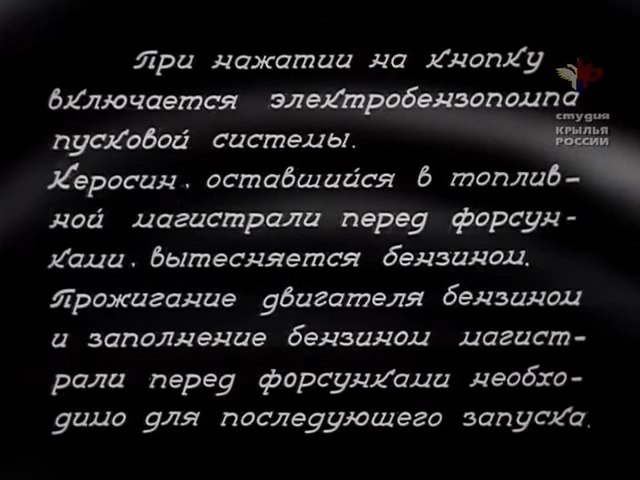 При нажатии на кнопку
включается электробензопомпа
пусковой системы.
Керосин, оставшийся в топлив-
ной магистрали перед форсун-
ками, вытесняется бензином.
Прожигание двигателя бензином
и заполнение бензином магист-
рали перед форсунками необхо-
димо для последующего запуска.
студия
КРЫЛЬЯ
РОССИИ